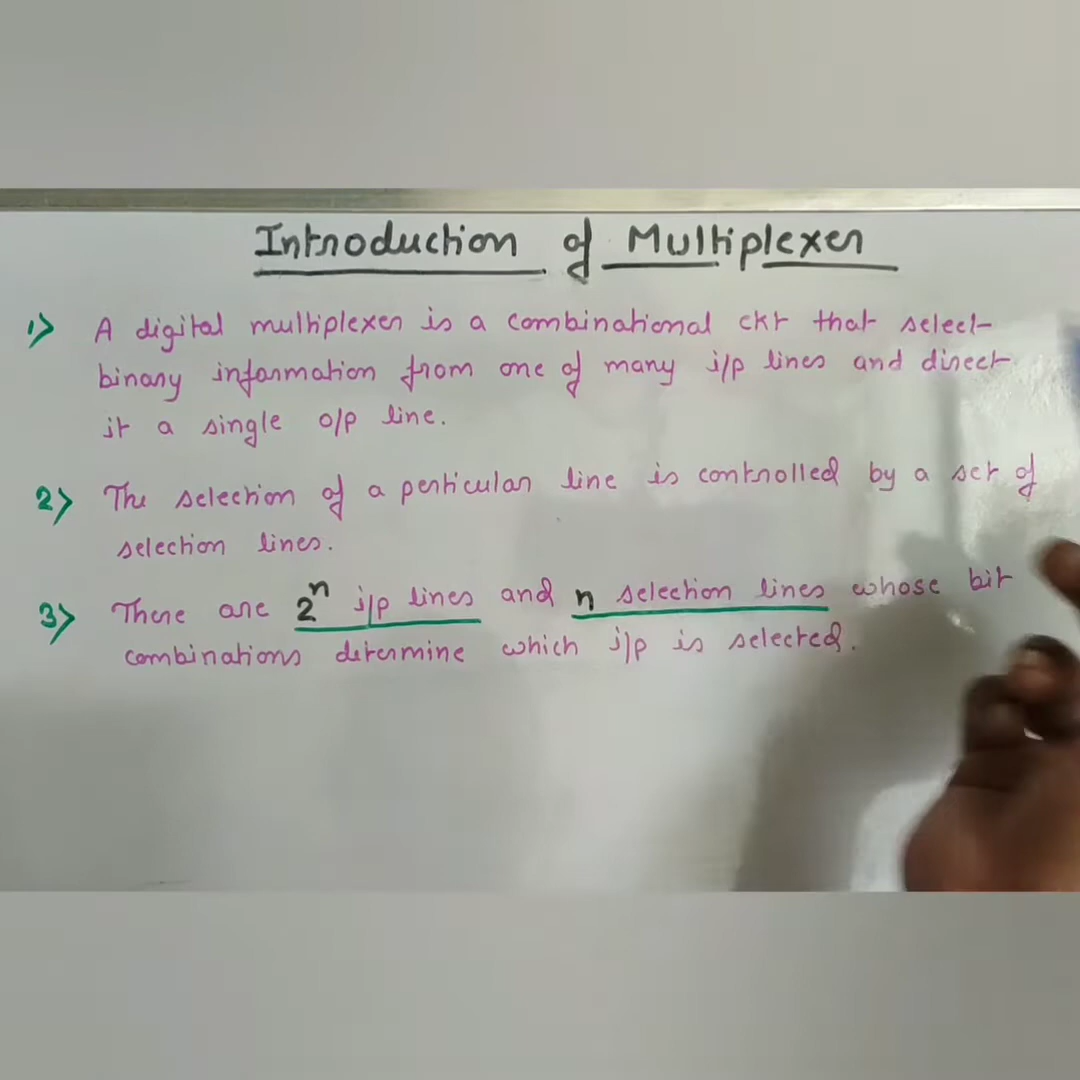 Introduction of Multiplexer
1) A digital multiplexer is a combinational ckt that select
binary information from one of many i/p lines and direct
it a single o/p line.
2) The selection of a perticular line is controlled by a set of
selection lines.
3) There are 2^n i/p lines and n selection lines whose bit
combinations determine which i/p is selected.